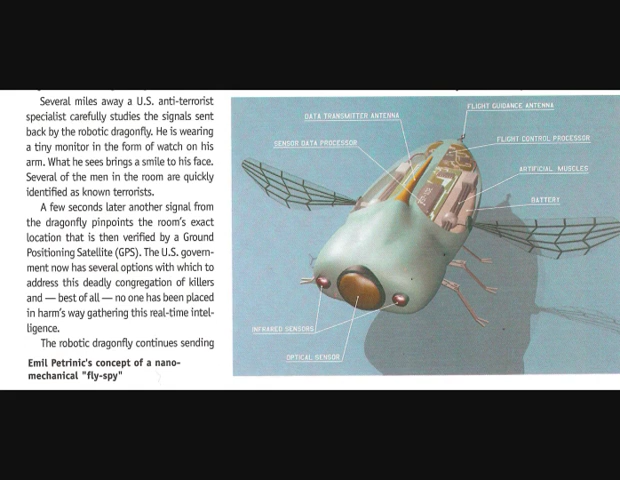 Several miles away a U.S. anti-terrorist
specialist carefully studies the signals sent
back by the robotic dragonfly. He is wearing
a tiny monitor in the form of watch on his
arm. What he sees brings a smile to his face.
Several of the men in the room are quickly
identified as known terrorists.
A few seconds later another signal from
the dragonfly pinpoints the room's exact
location that is then verified by a Ground
Positioning Satellite (GPS). The U.S. govern-
ment now has several options with which to
address this deadly congregation of killers
and — best of all — no one has been placed
in harm's way gathering this real-time intel-
ligence.
The robotic dragonfly continues sending
Emil Petrinic's concept of a nano-
mechanical "fly-spy"
FLIGHT GUIDANCE ANTENNA
DATA TRANSMITTER ANTENNA
FLIGHT CONTROL PROCESSOR
SENSOR DATA PROCESSOR
ARTIFICIAL MUSCLES
BATTERY
INFRARED SENSORS
OPTICAL SENSOR